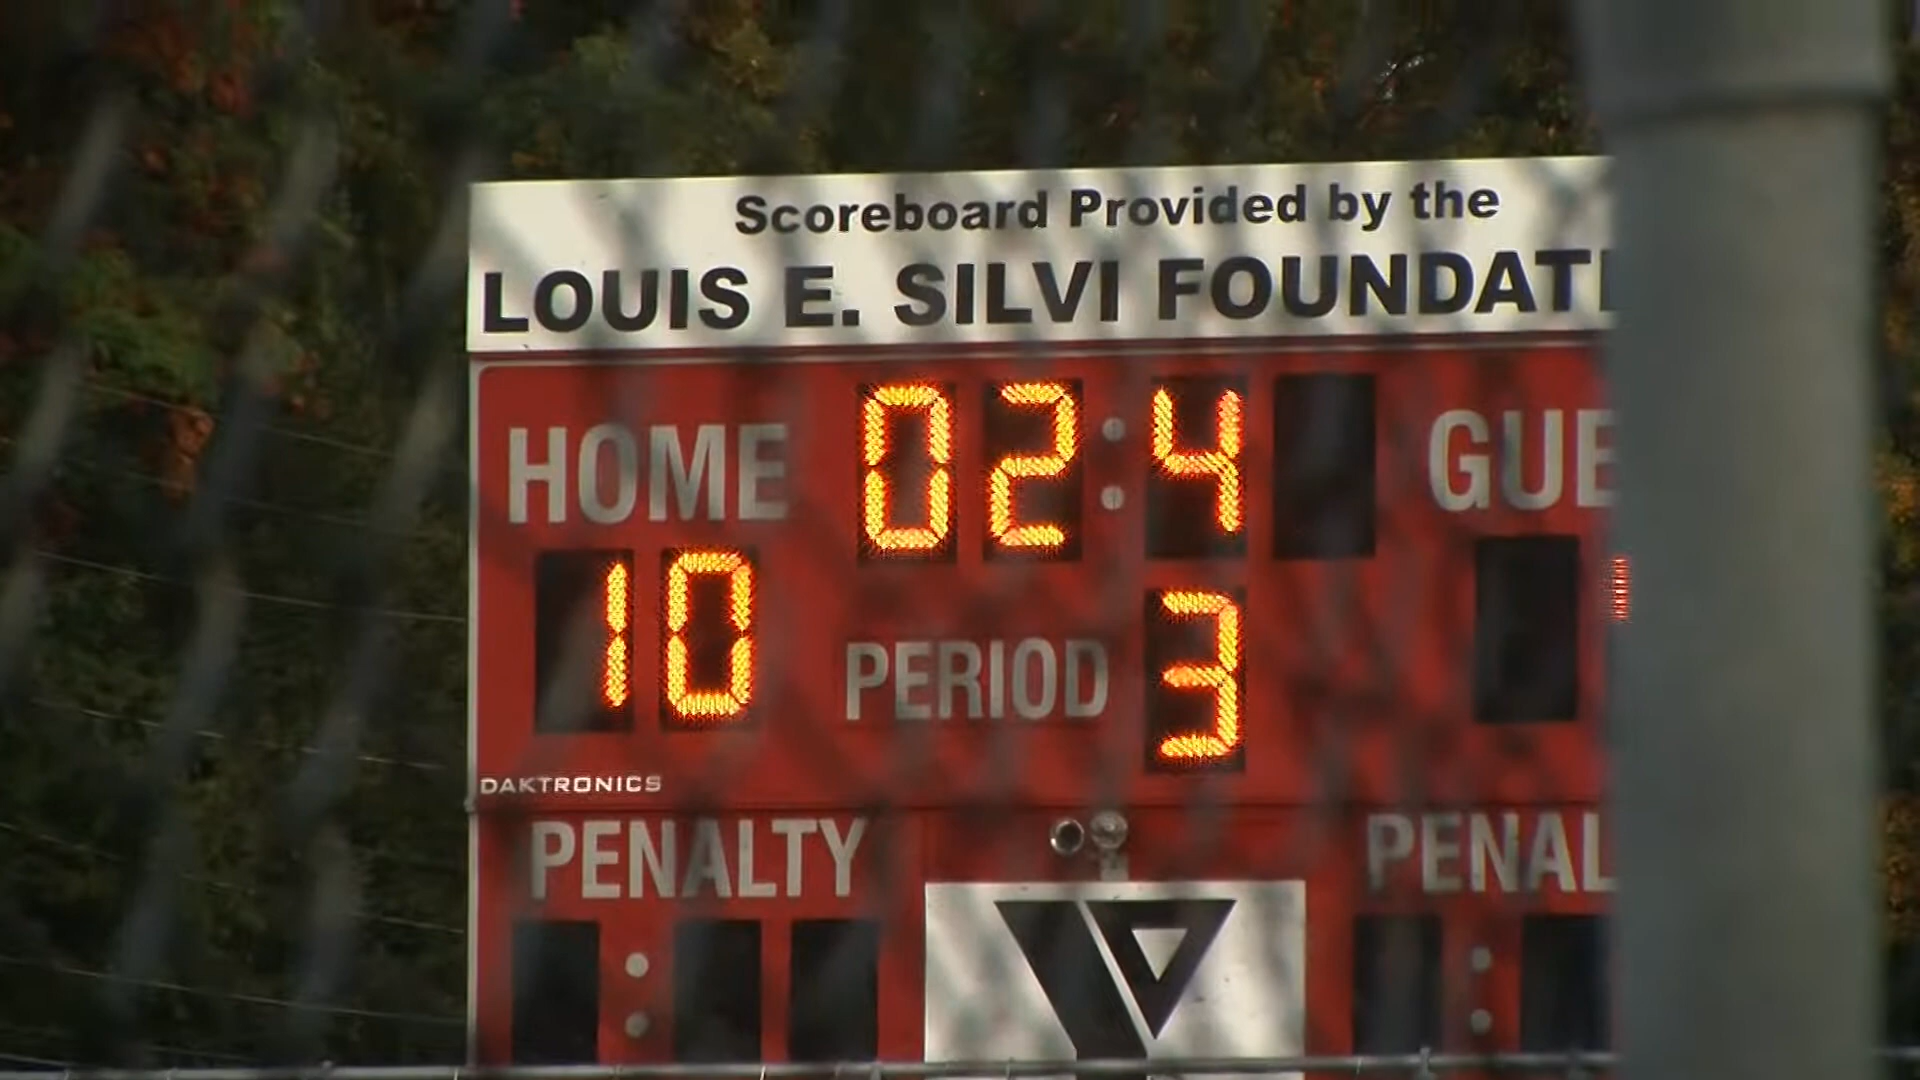 Scoreboard Provided by the
LOUIS E. SILVI FOUNDATI
HOME 02:4 GUE
10 PERIOD 3
DAKTRONICS
PENALTY PENAL